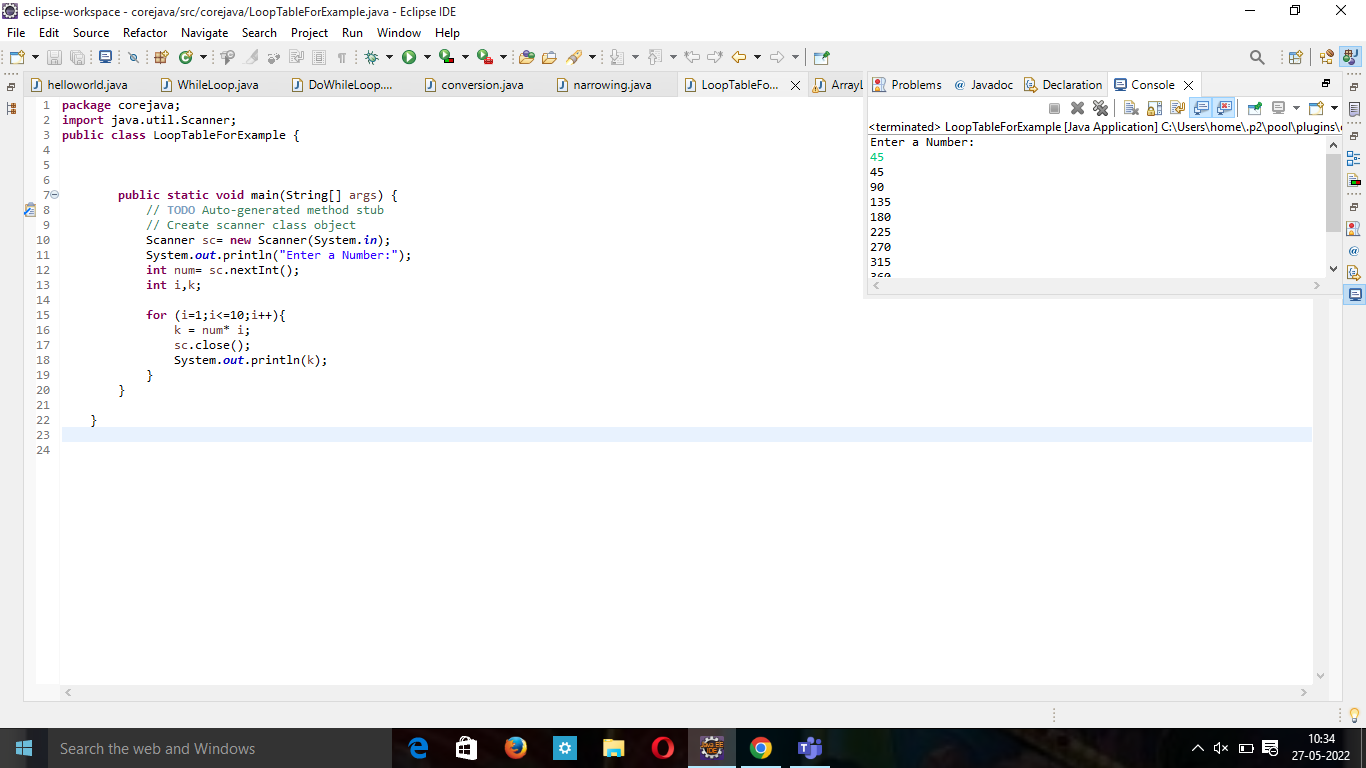 eclipse-workspace - corejava/src/corejava/LoopTableForExample.java - Eclipse IDE
File Edit Source Refactor Navigate Search Project Run Window Help
helloworld.java WhileLoop.java DoWhileLoop.... conversion.java narrowing.java LoopTableFo... ArrayL
Problems @ Javadoc Declaration Console
<terminated> LoopTableForExample [Java Application] C:\Users\home\.p2\pool\plugins\
Enter a Number:
45
45
90
135
180
225
270
315
360
1 package corejava;
2 import java.util.Scanner;
3 public class LoopTableForExample {
4
5
6
7 public static void main(String[] args) {
8 // TODO Auto-generated method stub
9 // Create scanner class object
10 Scanner sc= new Scanner(System.in);
11 System.out.println("Enter a Number:");
12 int num= sc.nextInt();
13 int i,k;
14
15 for (i=1;i<=10;i++){
16 k = num* i;
17 sc.close();
18 System.out.println(k);
19 }
20 }
21
22 }
23
24
Search the web and Windows
10:34
27-05-2022